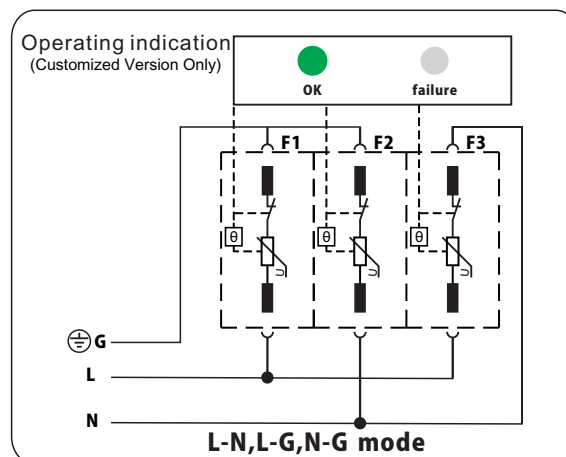 Operating indication
(Customized Version Only)
OK failure
F1 F2 F3
θ θ θ
U U U
G
L
N
L-N,L-G,N-G mode